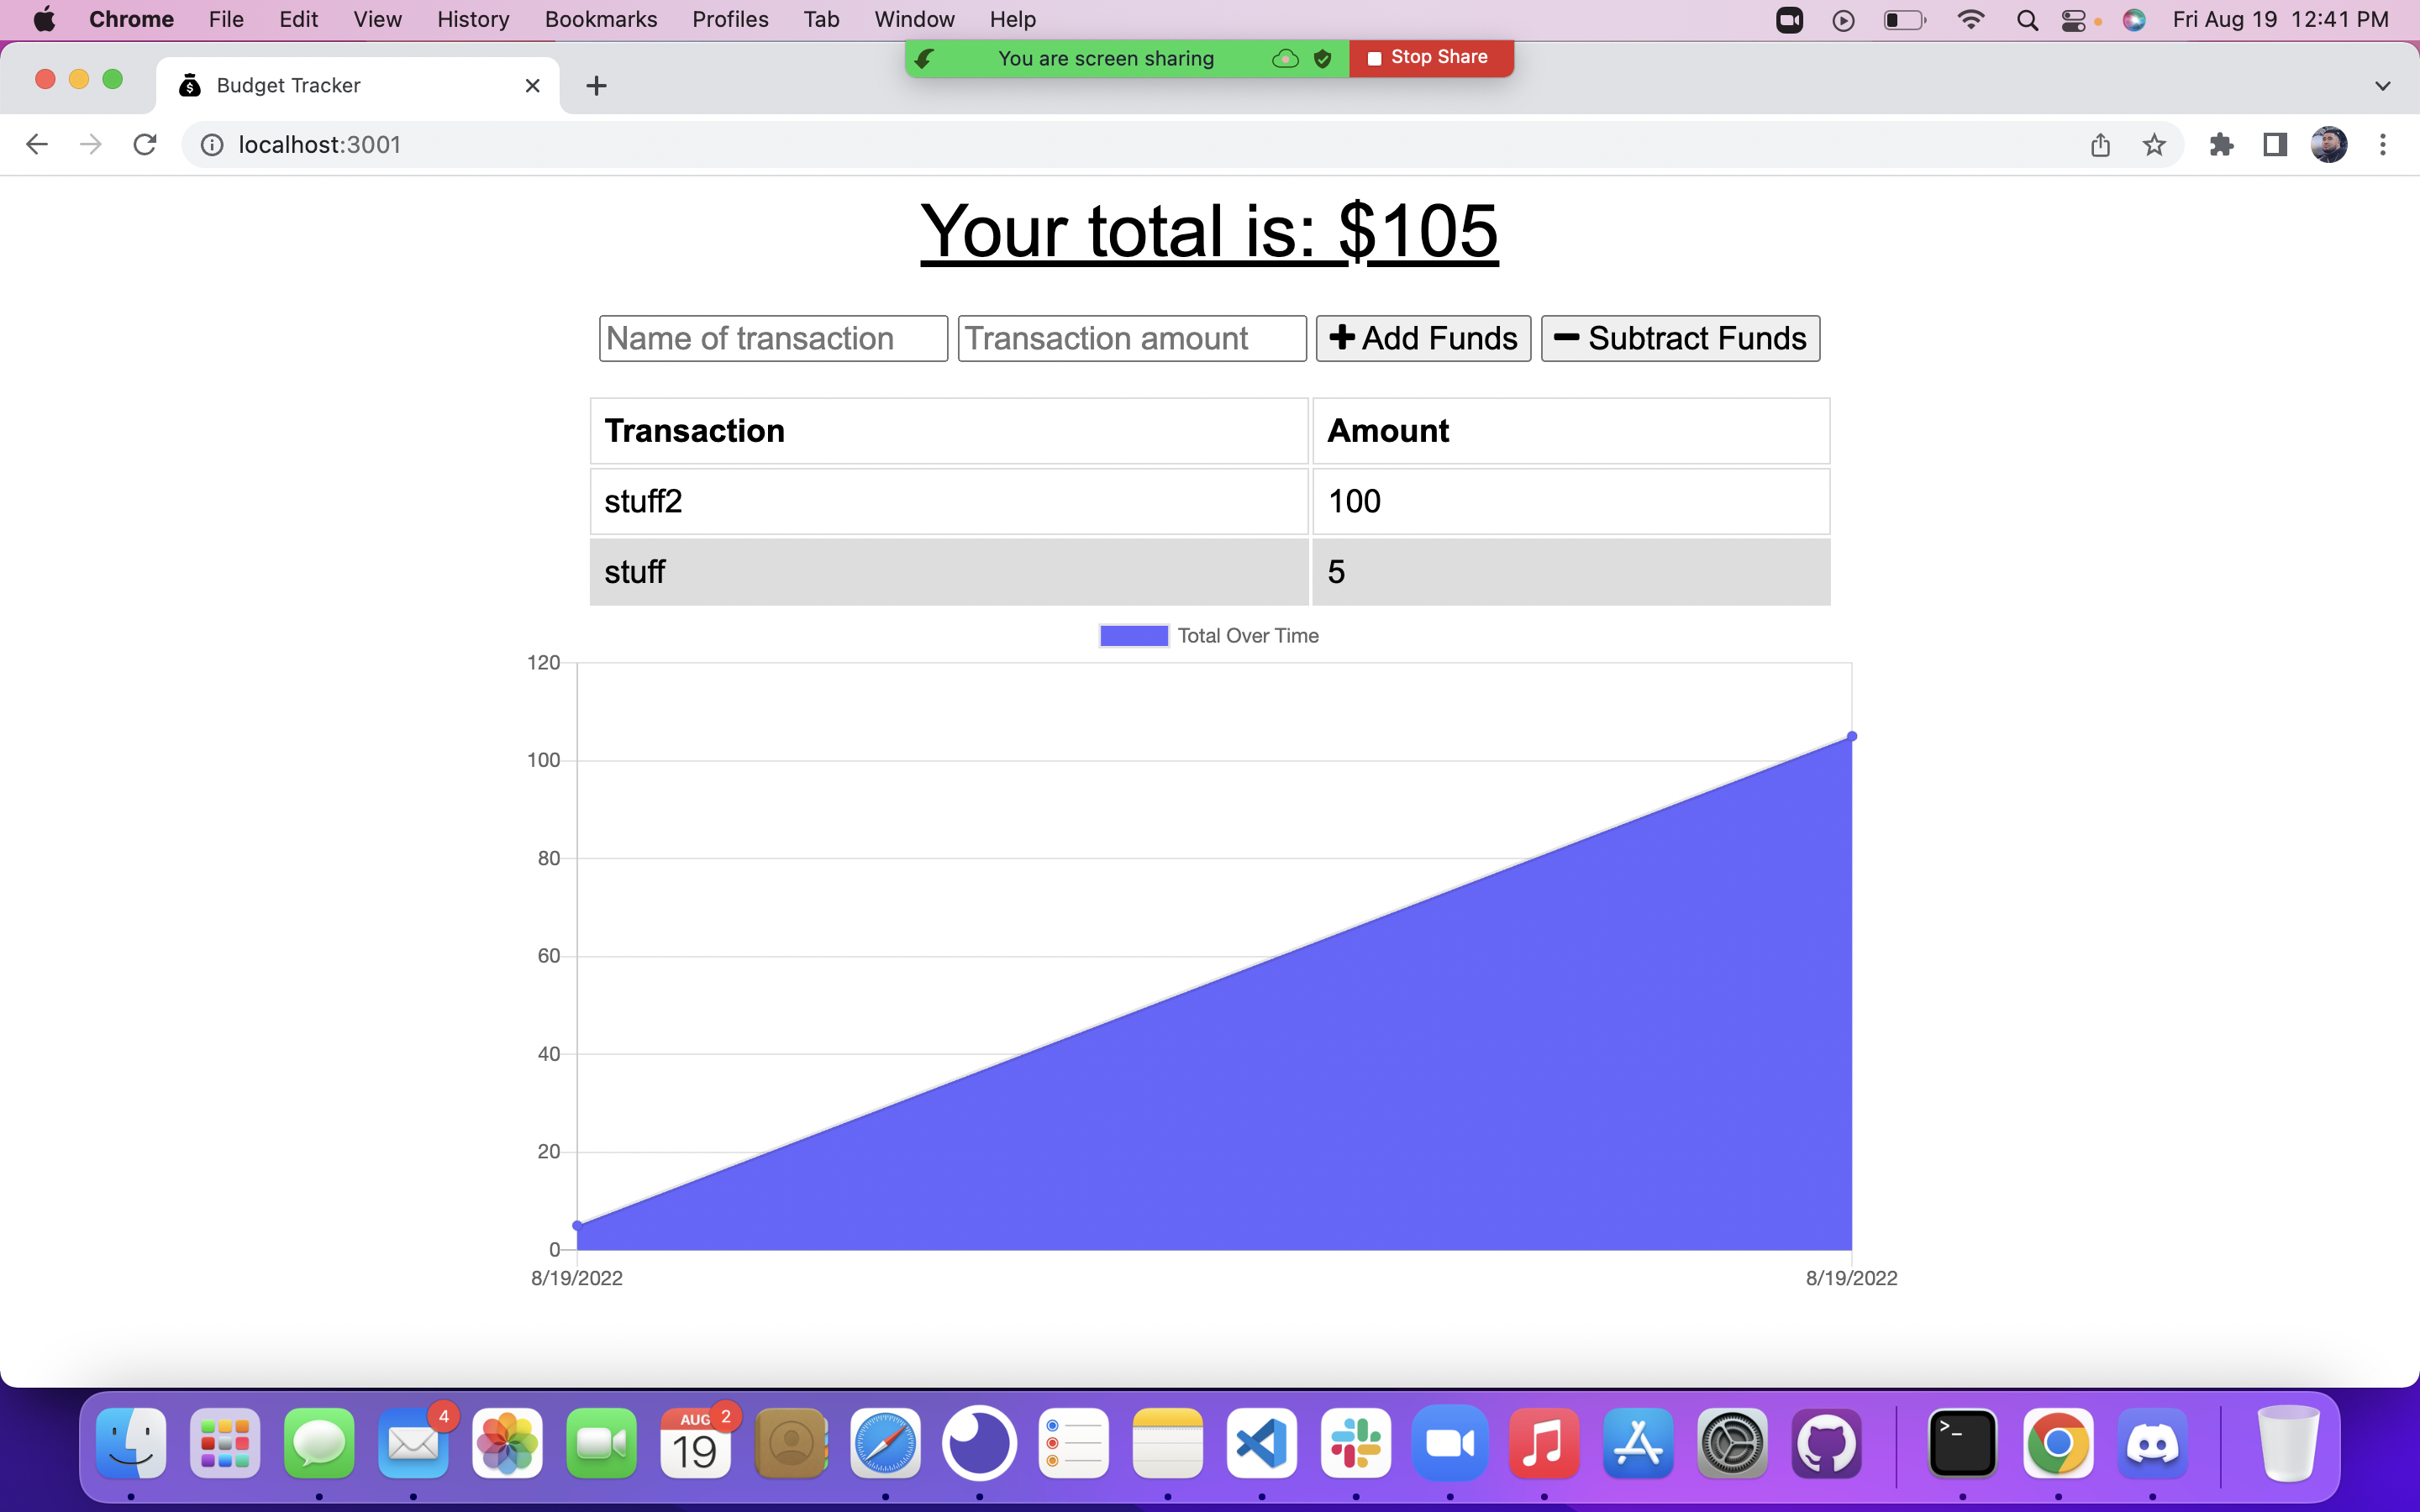 Chrome File Edit View History Bookmarks Profiles Tab Window Help Fri Aug 19 12:41 PM
You are screen sharing Stop Share
Budget Tracker
localhost:3001
Your total is: $105
Name of transaction Transaction amount Add Funds Subtract Funds
Transaction Amount
stuff2 100
stuff 5
Total Over Time
120
100
80
60
40
20
0
8/19/2022 8/19/2022
4 AUG 2
19
>_